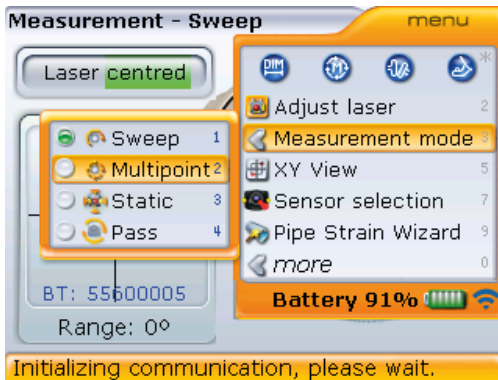 Measurement - Sweep
menu
Laser centred
DIM
*
Adjust laser 2
Measurement mode 3
Sweep 1
Multipoint 2
XY View 5
Static 3
Sensor selection 7
Pass 4
Pipe Strain Wizard 9
more 0
BT: 55600005
Battery 91%
Range: 0º
Initializing communication, please wait.